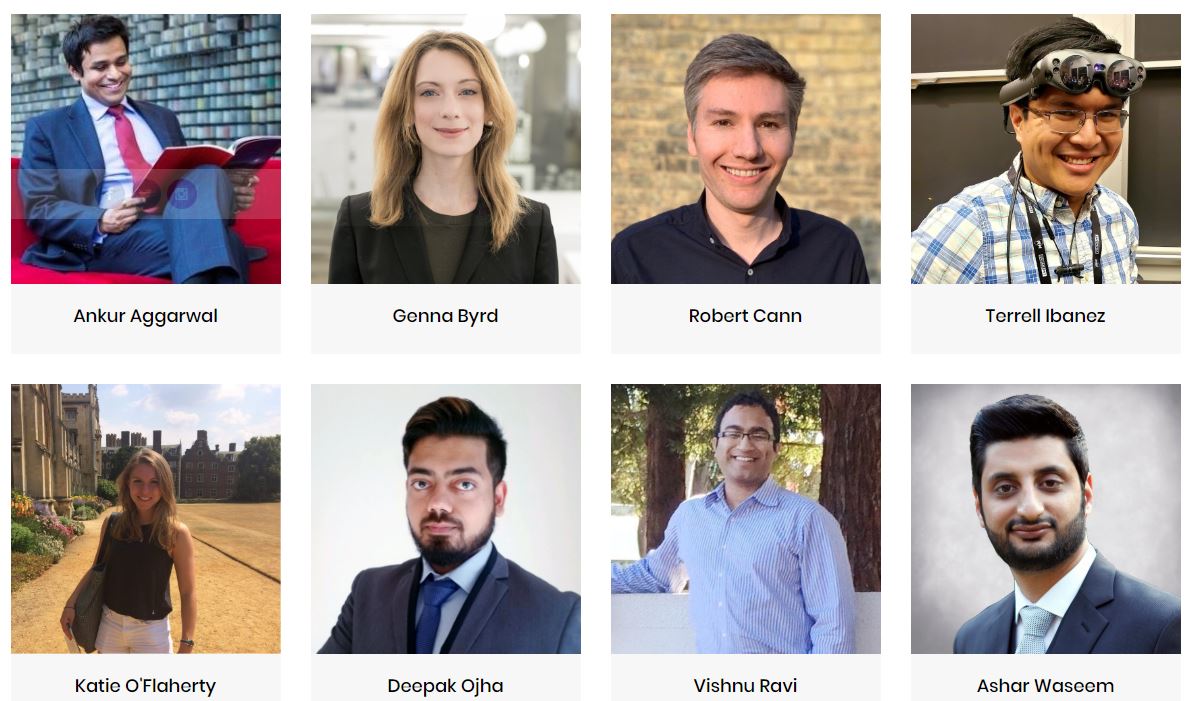 Ankur Aggarwal
Genna Byrd
Robert Cann
Terrell Ibanez
Katie O'Flaherty
Deepak Ojha
Vishnu Ravi
Ashar Waseem